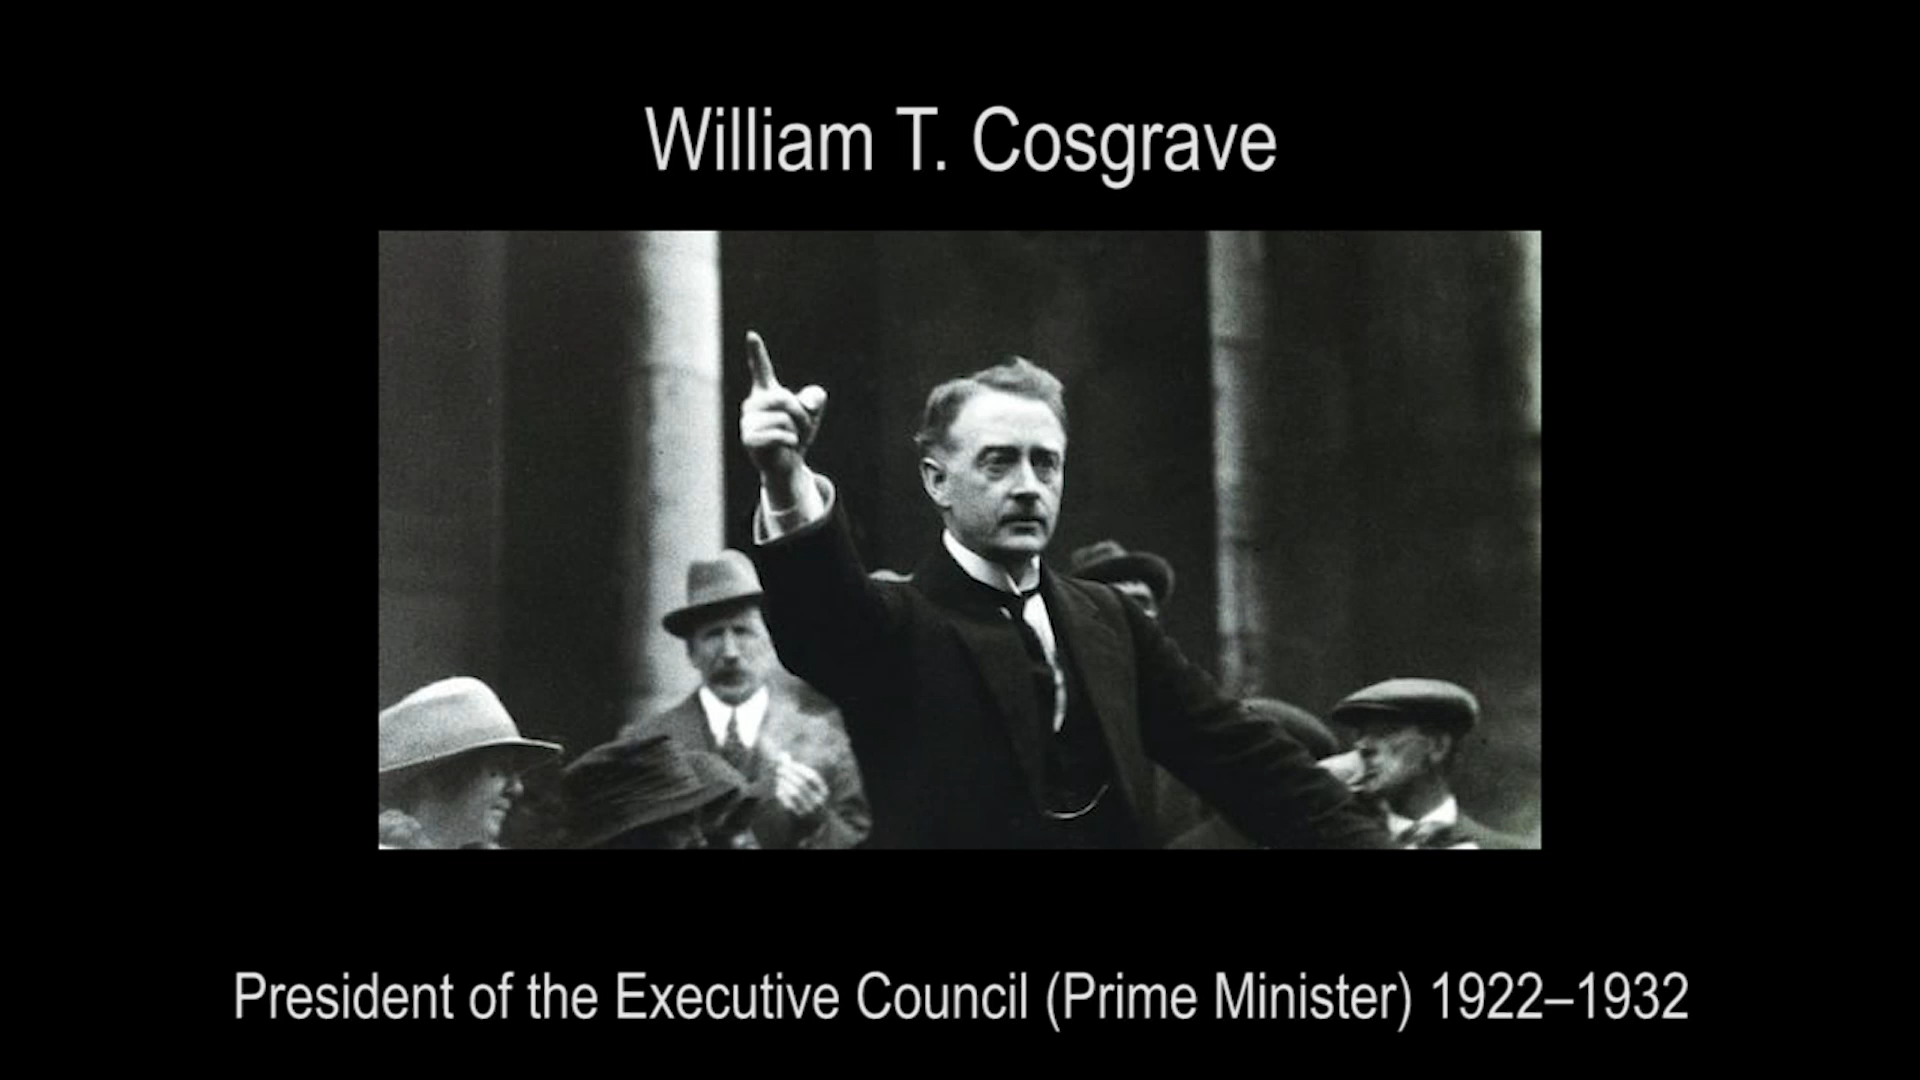 William T. Cosgrave
President of the Executive Council (Prime Minister) 1922–1932